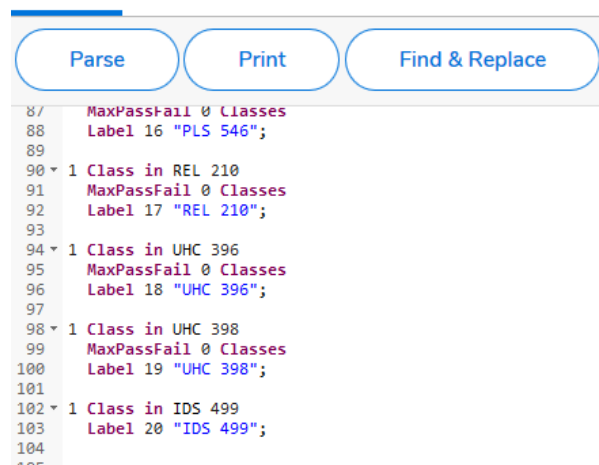 Parse Print Find & Replace
87 MaxPassFail 0 Classes
88 Label 16 "PLS 546";
89
90 1 Class in REL 210
91 MaxPassFail 0 Classes
92 Label 17 "REL 210";
93
94 1 Class in UHC 396
95 MaxPassFail 0 Classes
96 Label 18 "UHC 396";
97
98 1 Class in UHC 398
99 MaxPassFail 0 Classes
100 Label 19 "UHC 398";
101
102 1 Class in IDS 499
103 Label 20 "IDS 499";
104
105